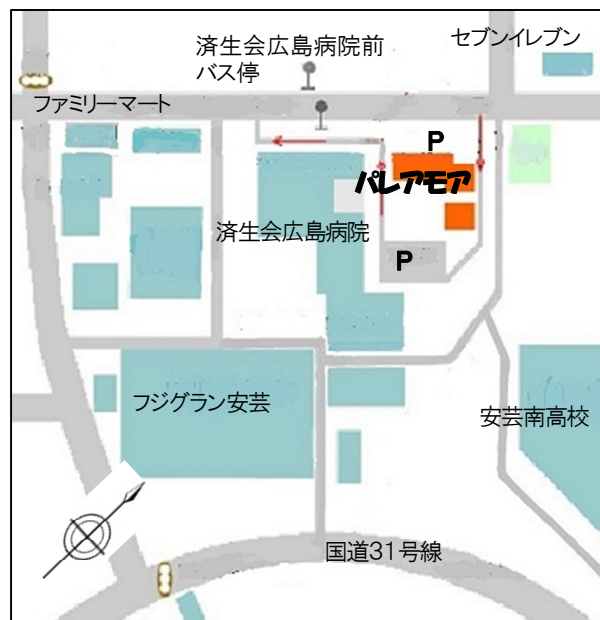 セブンイレブン
済生会広島病院前
バス停
ファミリーマート
P
パレアモア
済生会広島病院
P
フジグラン安芸
安芸南高校
国道31号線